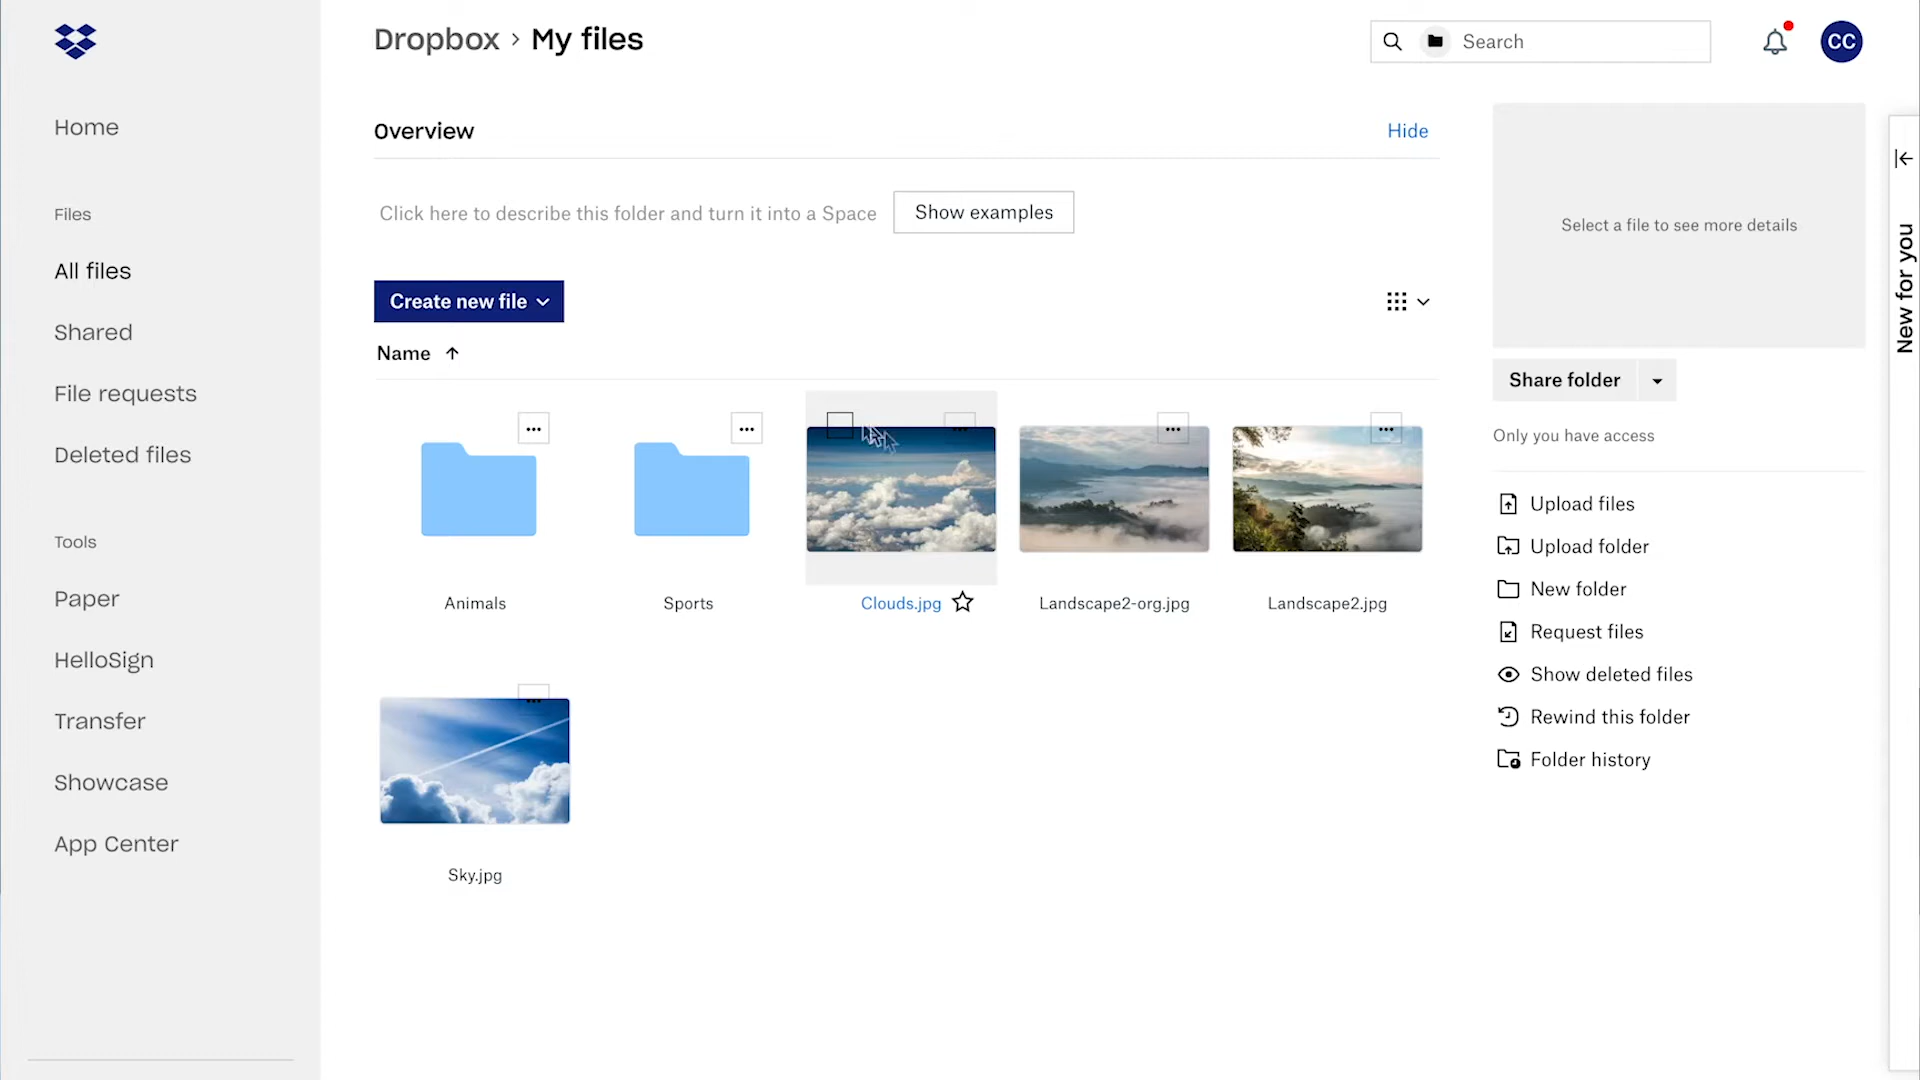 Dropbox › My files
Search
CC
Home
Files
All files
Shared
File requests
Deleted files
Tools
Paper
HelloSign
Transfer
Showcase
App Center
Overview
Hide
Click here to describe this folder and turn it into a Space
Show examples
Create new file
Name
Animals
Sports
Clouds.jpg
Landscape2-org.jpg
Landscape2.jpg
Sky.jpg
Select a file to see more details
Share folder
Only you have access
Upload files
Upload folder
New folder
Request files
Show deleted files
Rewind this folder
Folder history
New for you